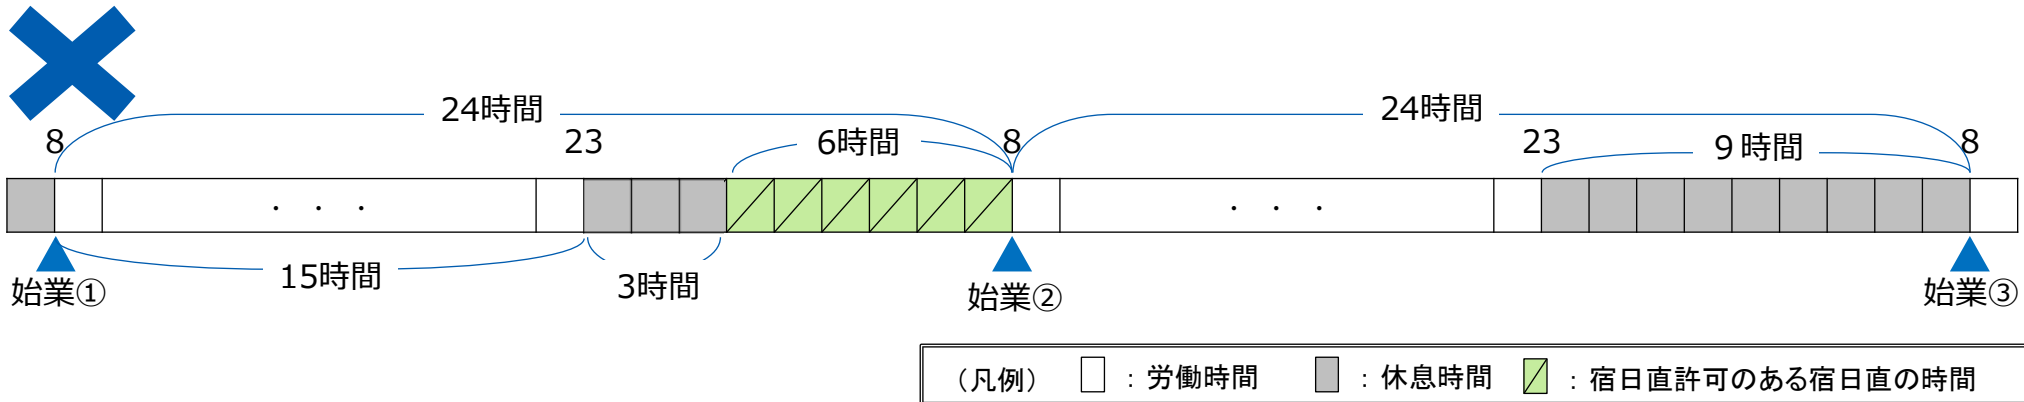 24時間
24時間
8
23
6時間
8
23
9時間
8
・・・
・・・
15時間
3時間
始業①
始業②
始業③
（凡例） ：労働時間 ：休息時間 ：宿日直許可のある宿日直の時間